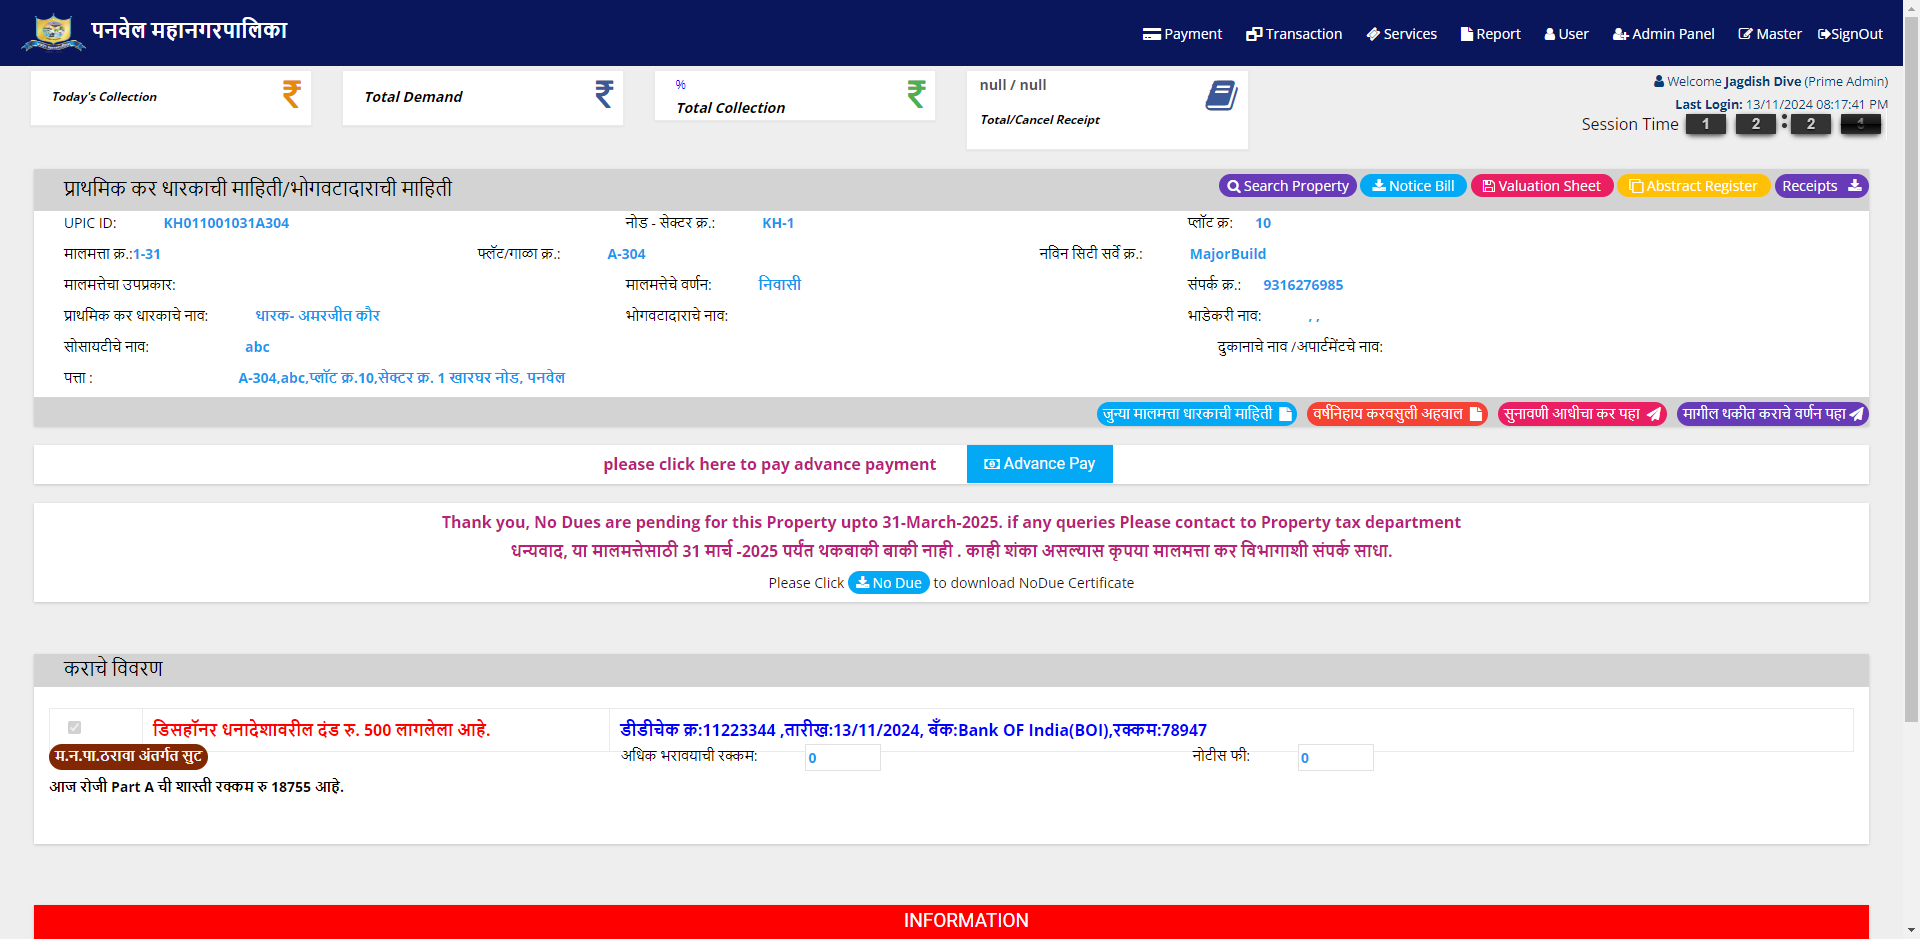 पनवेल महानगरपालिका
Payment Transaction Services Report User Admin Panel Master SignOut
Today's Collection
Total Demand
%
Total Collection
null / null
Total/Cancel Receipt
Welcome Jagdish Dive (Prime Admin)
Last Login: 13/11/2024 08:17:41 PM
Session Time 1 2 : 2
प्राथमिक कर धारकाची माहिती/भोगवटादाराची माहिती
Search Property Notice Bill Valuation Sheet Abstract Register Receipts
UPIC ID: KH011001031A304 नोड - सेक्टर क्र.: KH-1 प्लॉट क्र: 10
मालमत्ता क्र.:1-31 फ्लॅट/गाळा क्र.: A-304 नविन सिटी सर्वे क्र.: MajorBuild
मालमत्तेचा उपप्रकार: मालमत्तेचे वर्णन: निवासी संपर्क क्र.: 9316276985
प्राथमिक कर धारकाचे नाव: धारक- अमरजीत कौर भोगवटादाराचे नाव: भाडेकरी नाव: , ,
सोसायटीचे नाव: abc दुकानाचे नाव /अपार्टमेंटचे नाव:
पत्ता : A-304,abc,प्लॉट क्र.10,सेक्टर क्र. 1 खारघर नोड, पनवेल
जुन्या मालमत्ता धारकाची माहिती वर्षनिहाय करवसुली अहवाल सुनावणी आधीचा कर पहा मागील थकीत कराचे वर्णन पहा
please click here to pay advance payment Advance Pay
Thank you, No Dues are pending for this Property upto 31-March-2025. if any queries Please contact to Property tax department
धन्यवाद, या मालमत्तेसाठी 31 मार्च -2025 पर्यंत थकबाकी बाकी नाही . काही शंका असल्यास कृपया मालमत्ता कर विभागाशी संपर्क साधा.
Please Click No Due to download NoDue Certificate
कराचे विवरण
डिसहॉनर धनादेशावरील दंड रु. 500 लागलेला आहे. डीडीचेक क्र:11223344 ,तारीख:13/11/2024, बँक:Bank OF India(BOI),रक्कम:78947
म.न.पा.ठरावा अंतर्गत सुट अधिक भरावयाची रक्कम: 0 नोटीस फी: 0
आज रोजी Part A ची शास्ती रक्कम रु 18755 आहे.
INFORMATION